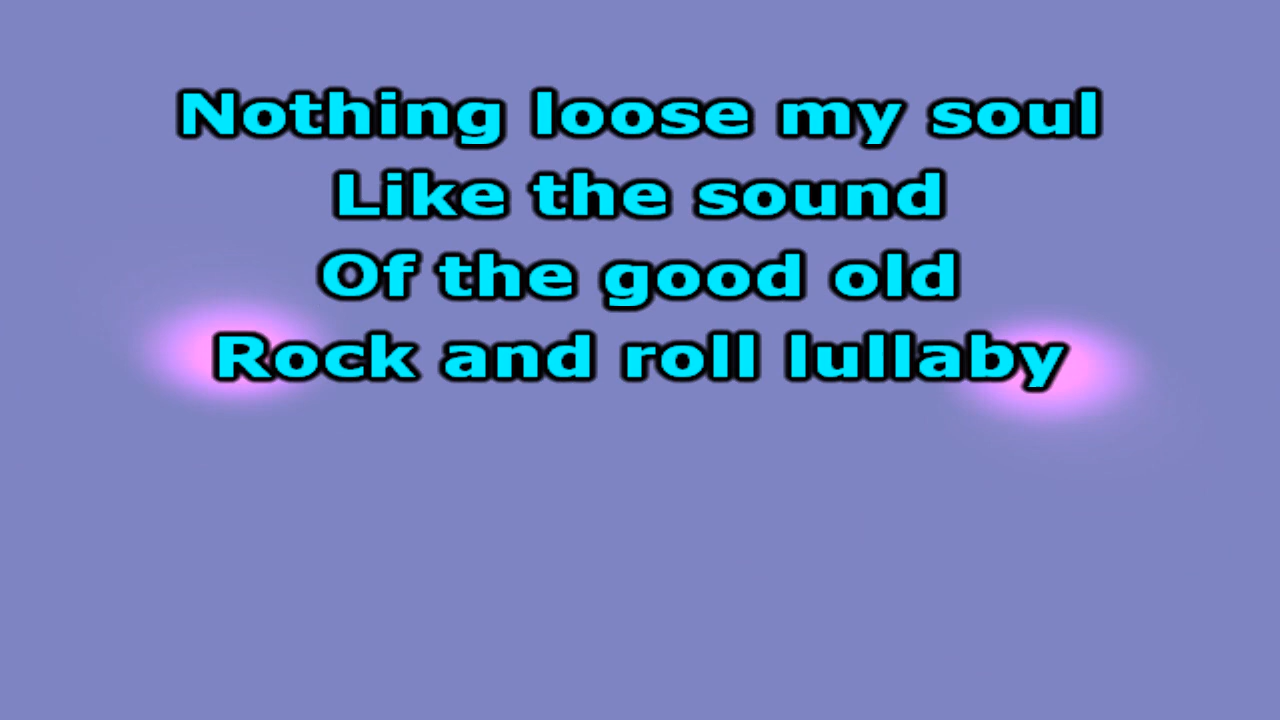 Nothing loose my soul
Like the sound
Of the good old
Rock and roll lullaby